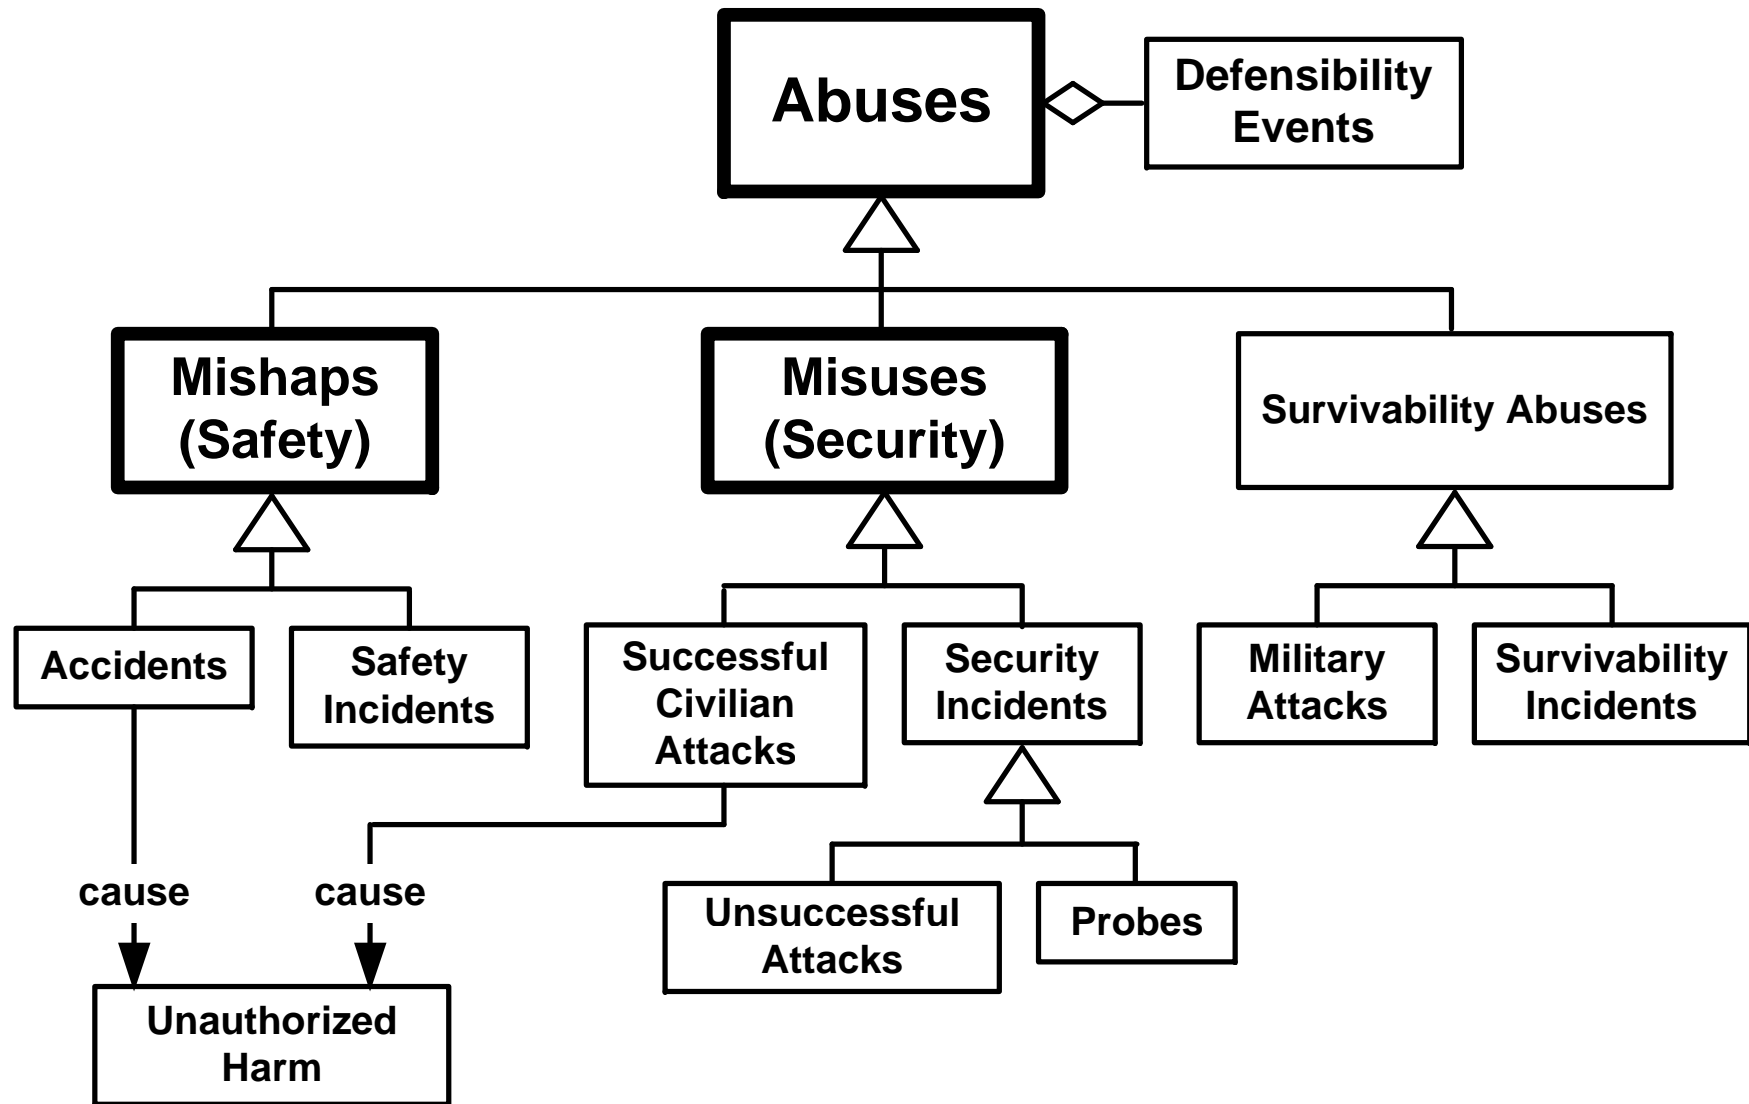 Abuses
Defensibility
Events
Mishaps
(Safety)
Misuses
(Security)
Survivability Abuses
Accidents
Safety
Incidents
Successful
Civilian
Attacks
Security
Incidents
Military
Attacks
Survivability
Incidents
cause
cause
Unsuccessful
Attacks
Probes
Unauthorized
Harm